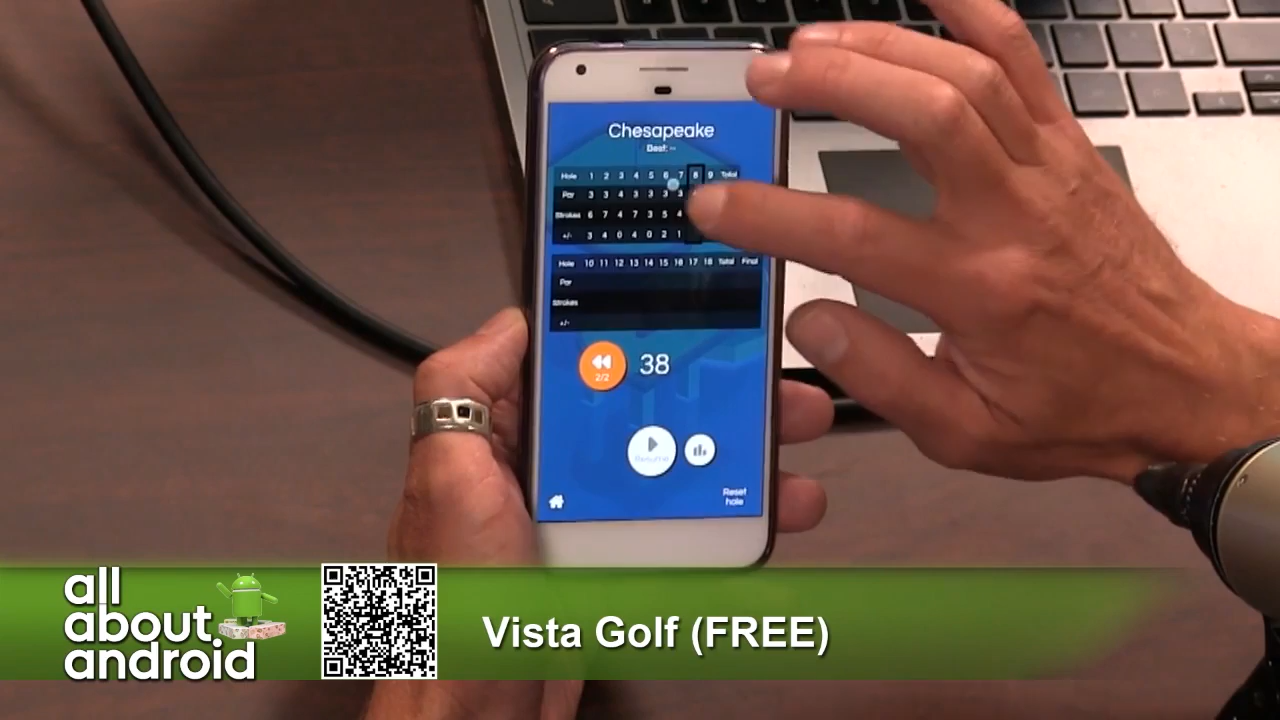 Chesapeake
Best: --
Hole 1 2 3 4 5 6 7 8 9 Total
Par 3 3 4 3 3 3 3
Strokes 6 7 4 7 3 5 4
+/- 3 4 0 4 0 2 1
Hole 10 11 12 13 14 15 16 17 18 Total Final
Par
Strokes
+/-
2/2
38
Resume
Reset
hole
all
about
android
Vista Golf (FREE)